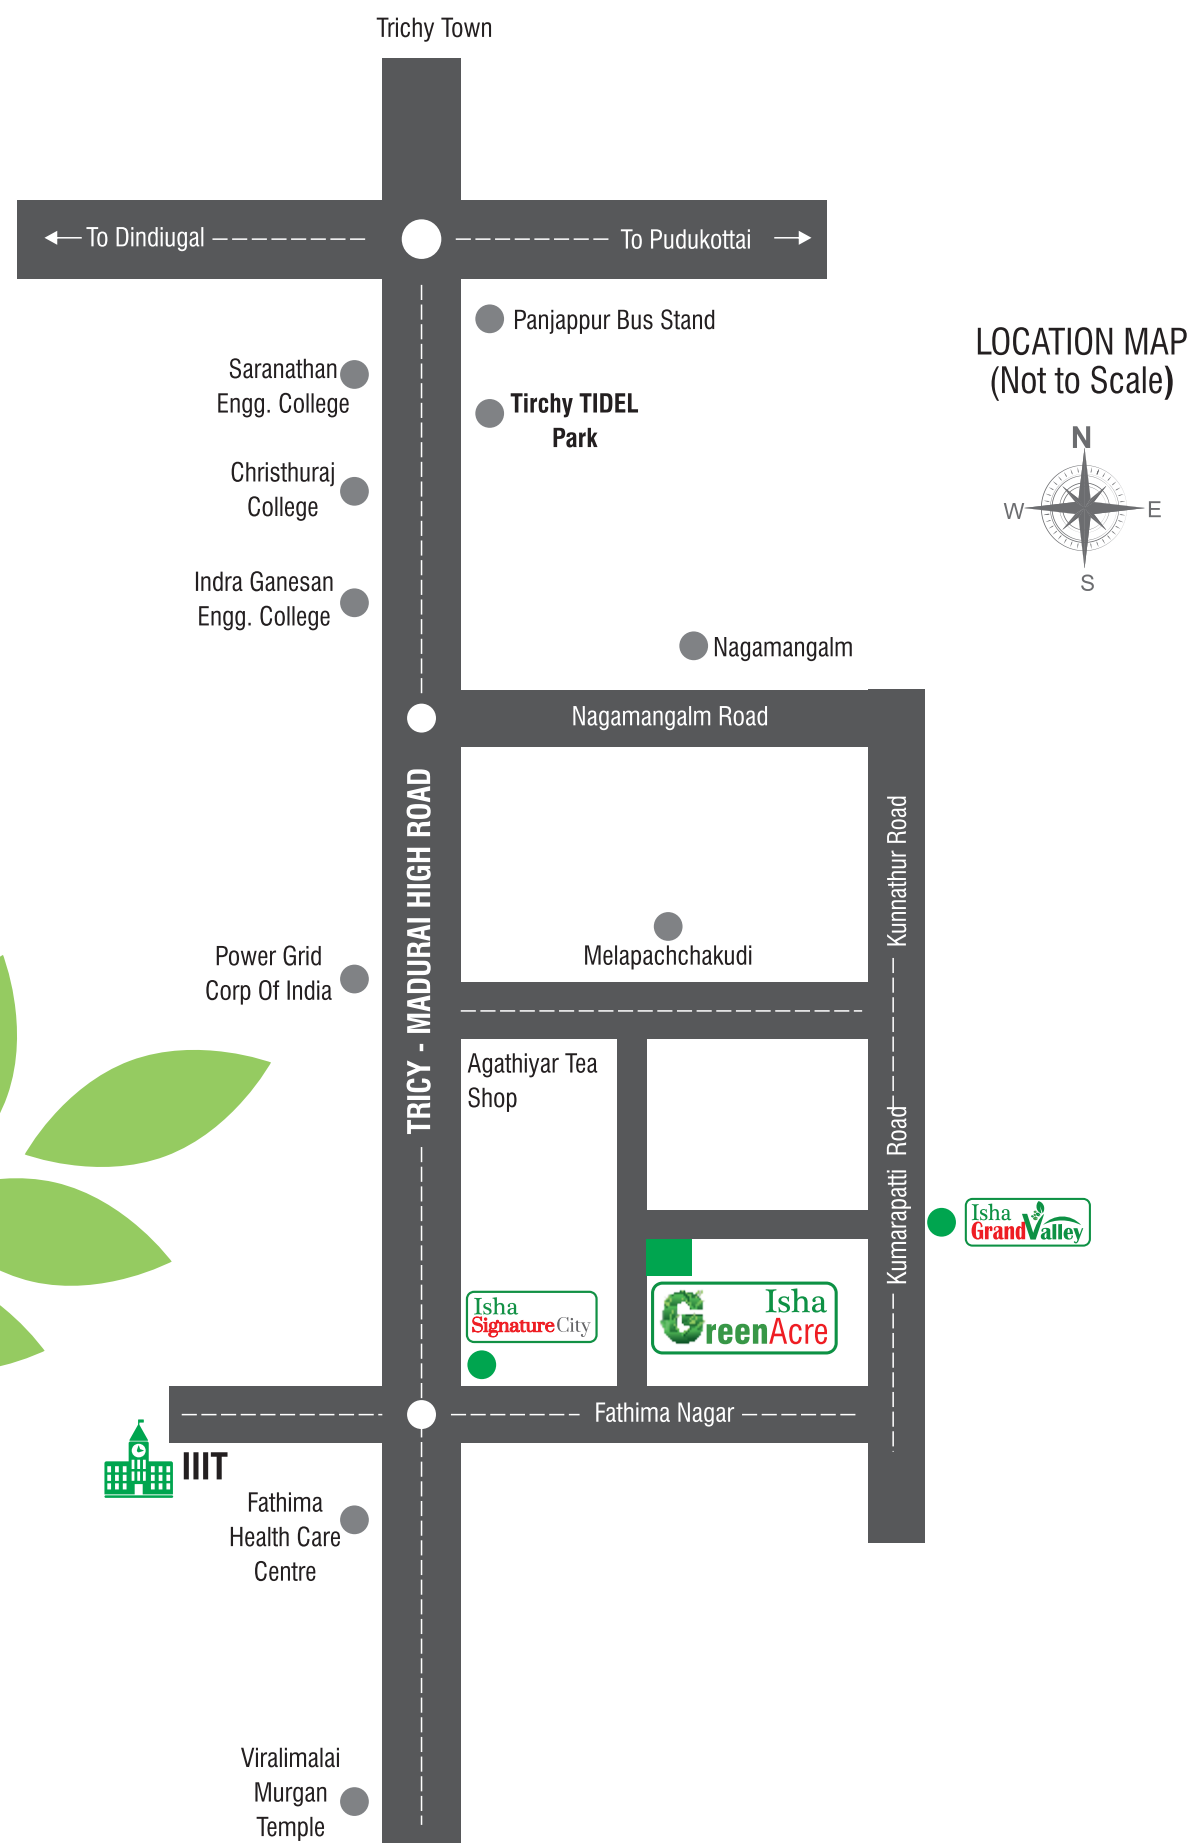 Trichy Town
To Dindiugal
To Pudukottai
Panjappur Bus Stand
LOCATION MAP
(Not to Scale)
Saranathan
Engg. College
Tirchy TIDEL
Park
N
W
E
S
Christhuraj
College
Indra Ganesan
Engg. College
Nagamangalm
Nagamangalm Road
TRICY - MADURAI HIGH ROAD
Kunnathur Road
Melapachchakudi
Power Grid
Corp Of India
Agathiyar Tea
Shop
Kumarapatti Road
Isha
GrandValley
Isha
Signature City
Isha
GreenAcre
Fathima Nagar
IIIT
Fathima
Health Care
Centre
Viralimalai
Murgan
Temple